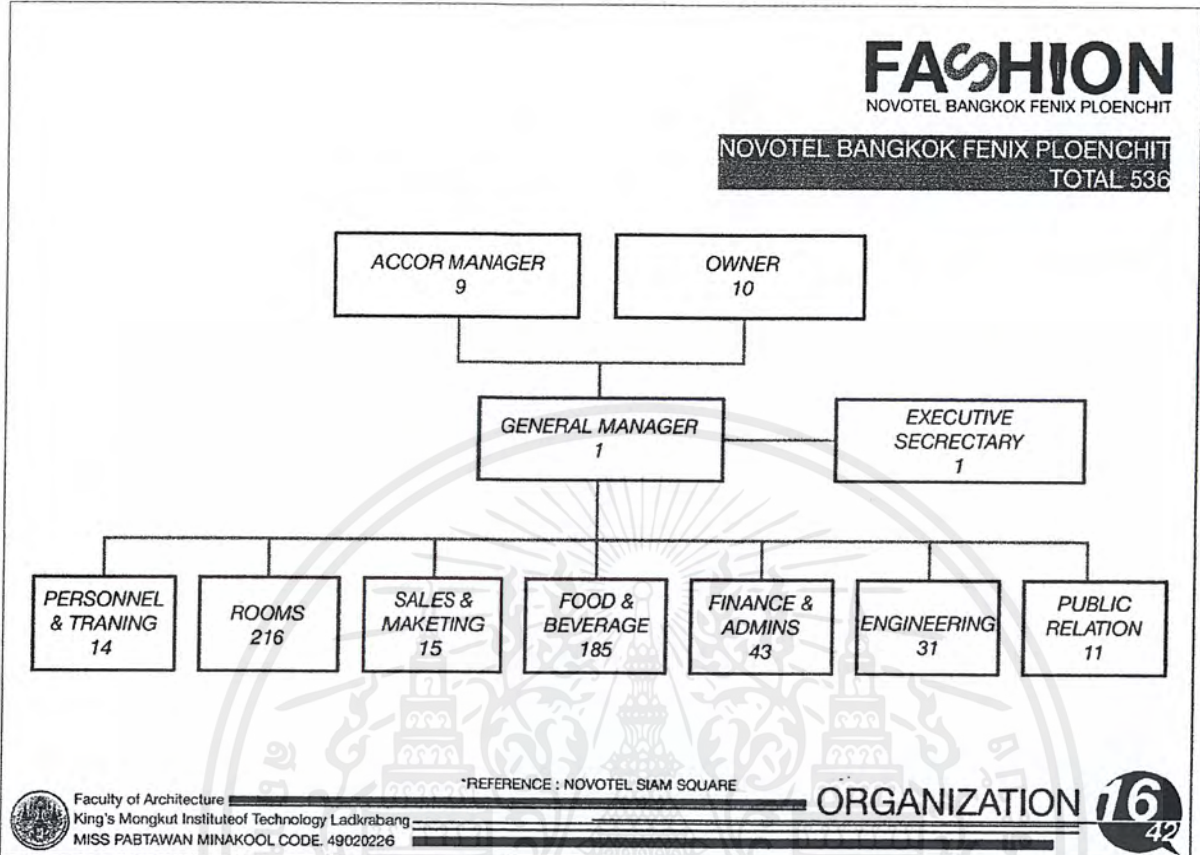 FASHION
NOVOTEL BANGKOK FENIX PLOENCHIT
NOVOTEL BANGKOK FENIX PLOENCHIT
TOTAL 536
ACCOR MANAGER
9
OWNER
10
GENERAL MANAGER
1
EXECUTIVE
SECRECTARY
1
PERSONNEL
& TRANING
14
ROOMS
216
SALES &
MAKETING
15
FOOD &
BEVERAGE
185
FINANCE &
ADMINS
43
ENGINEERING
31
PUBLIC
RELATION
11
*REFERENCE : NOVOTEL SIAM SQUARE
Faculty of Architecture
King's Mongkut Instituteof Technology Ladkrabang
MISS PABTAWAN MINAKOOL CODE. 49020226
ORGANIZATION
16
42